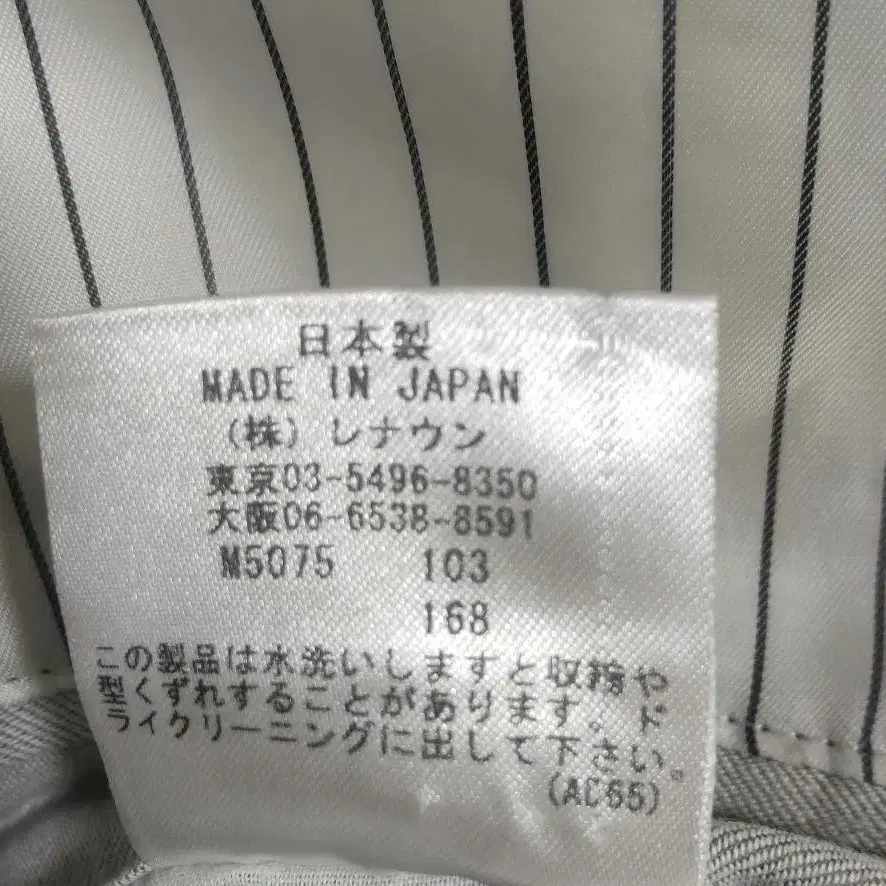 日本製
MADE IN JAPAN
（株）レナウン
東京03-5496-8350
大阪06-6538-8591
M5075 103
168
この製品は水洗いしますと収縮や
型くずれすることがあります。ド
ライクリーニングに出して下さい。
(AC55)